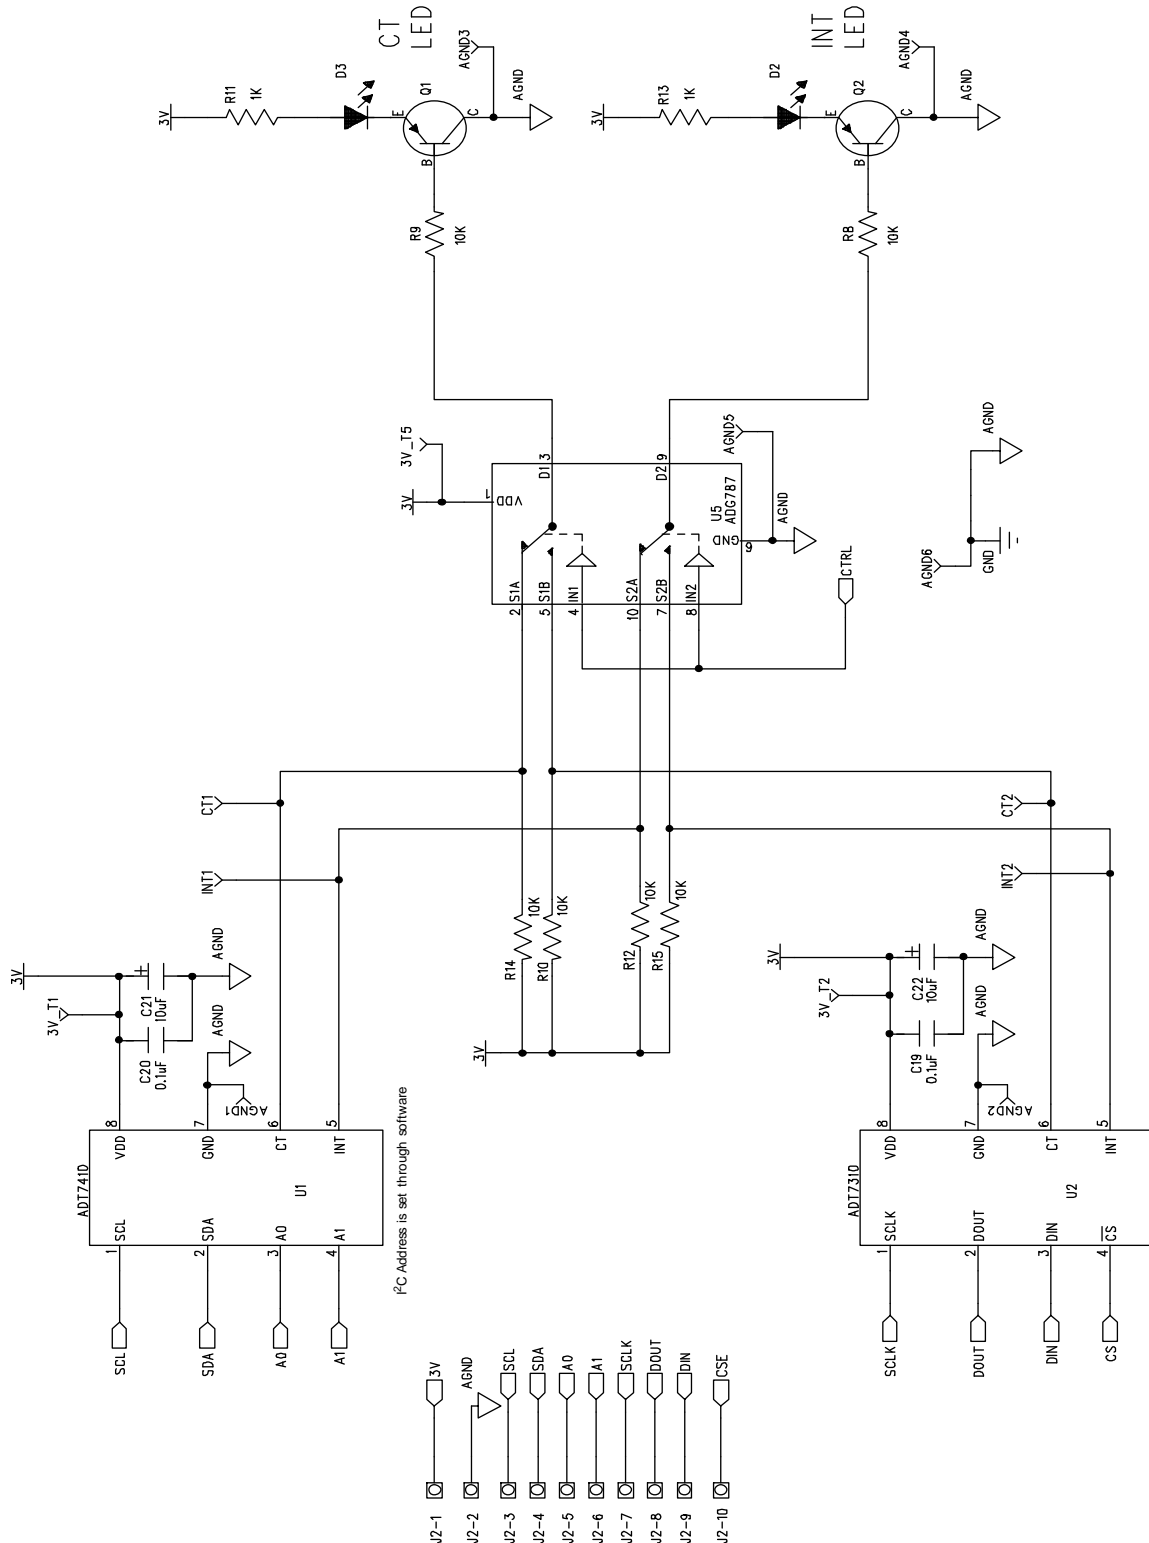 CT
LED
INT
LED
3V
R11
1K
D3
E
Q1
B
C
AGND3
AGND
R9
10K
3V
R13
1K
D2
E
Q2
B
C
AGND4
AGND
R8
10K
3V
3V_T5
VDD
1
D1
3
D2
9
U5
ADG787
GND
6
AGND5
AGND
2
S1A
5
S1B
4
IN1
10
S2A
7
S2B
8
IN2
CTRL
AGND6
GND
AGND
CT1
INT1
CT2
INT2
R14
10K
R10
10K
R12
10K
R15
10K
3V
3V
3V_T1
C21
10uF
C20
0.1uF
+
AGND
AGND
AGND1
ADT7410
U1
8
VDD
7
GND
6
CT
5
INT
1
SCL
2
SDA
3
A0
4
A1
SCL
SDA
A0
A1
I²C Address is set through software
3V
3V_T2
C22
10uF
C19
0.1uF
+
AGND
AGND
AGND2
ADT7310
U2
8
VDD
7
GND
6
CT
5
INT
1
SCLK
2
DOUT
3
DIN
4
CS
SCLK
DOUT
DIN
CS
J2-1
3V
J2-2
AGND
J2-3
SCL
J2-4
SDA
J2-5
A0
J2-6
A1
J2-7
SCLK
J2-8
DOUT
J2-9
DIN
J2-10
CSE